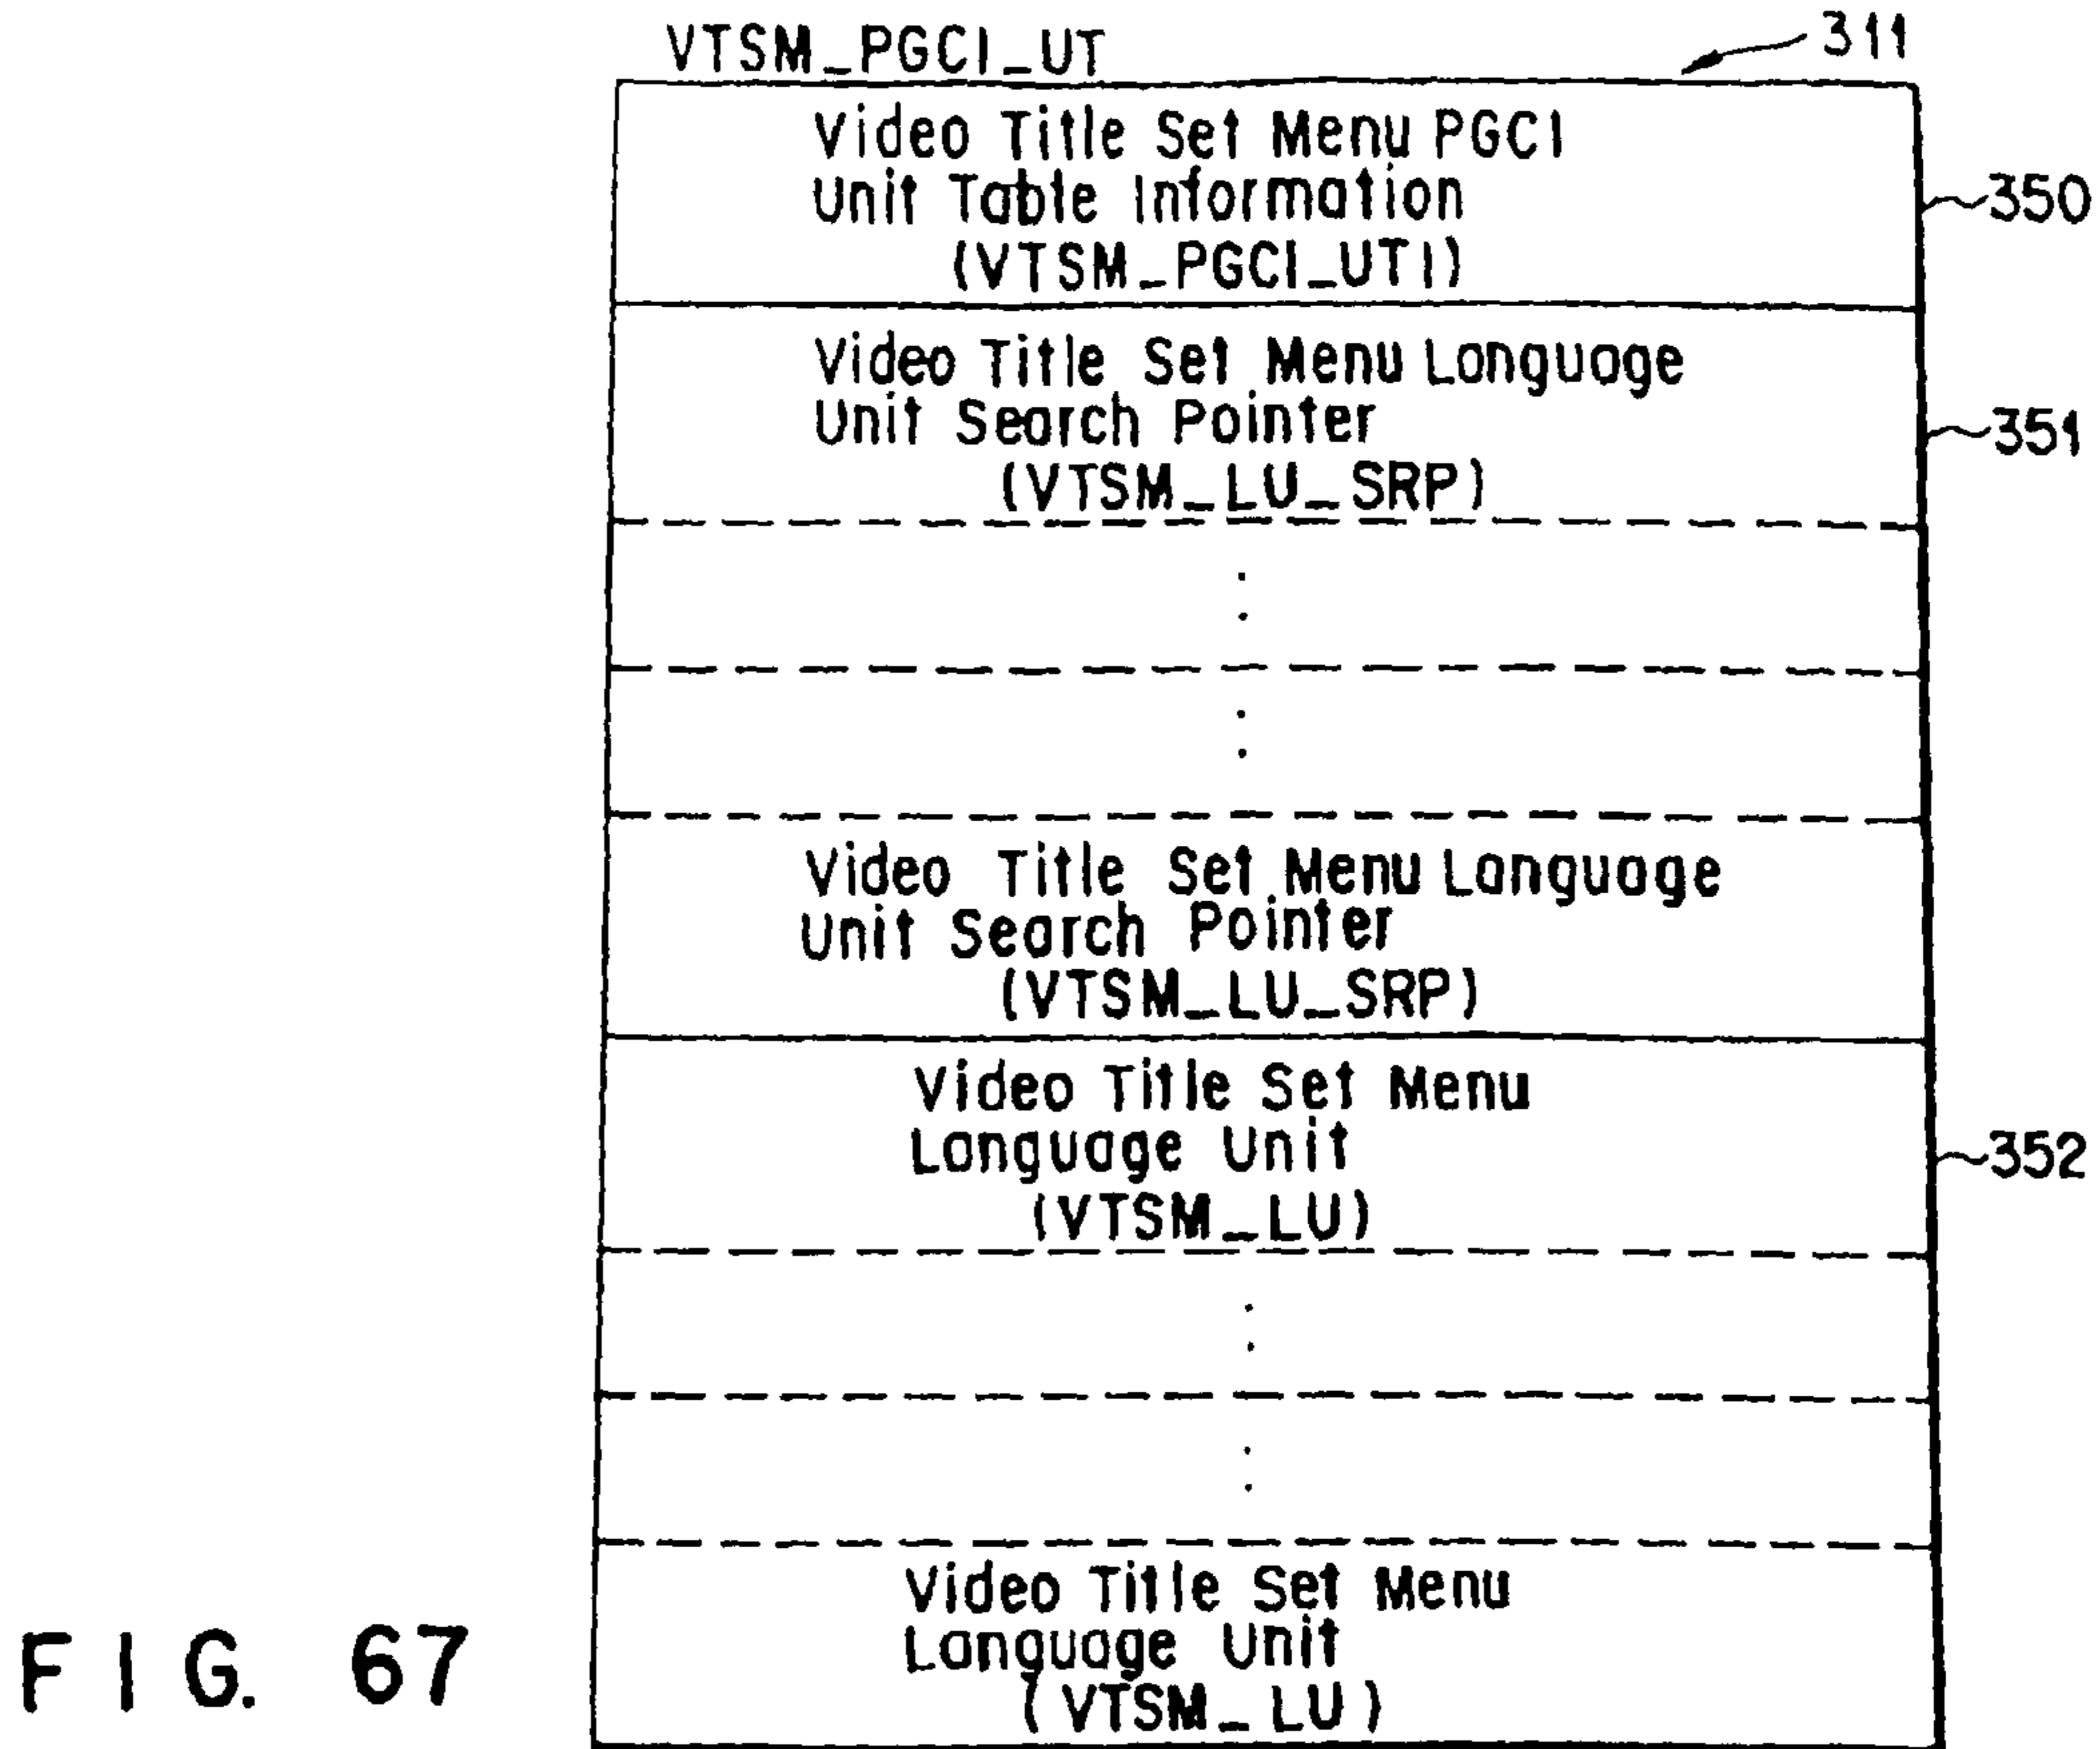 VTSM_PGCI_UT
311
Video Title Set Menu PGCI
Unit Table Information
(VTSM_PGCI_UTI)
350
Video Title Set Menu Language
Unit Search Pointer
(VTSM_LU_SRP)
351
Video Title Set Menu Language
Unit Search Pointer
(VTSM_LU_SRP)
Video Title Set Menu
Language Unit
(VTSM_LU)
352
Video Title Set Menu
Language Unit
(VTSM_LU)
FIG. 67